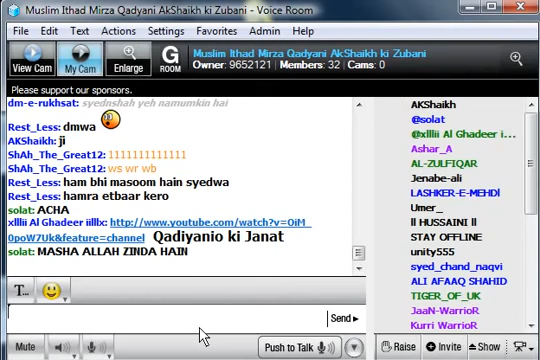 Muslim Ithad Mirza Qadyani AkShaikh ki Zubani - Voice Room
File Edit Text Actions Settings Favorites Admin Help
View Cam
My Cam
Enlarge
G
ROOM
Muslim Ithad Mirza Qadyani AkShaikh ki Zubani
Owner: 9652121 | Members: 32 | Cams: 0
Please support our sponsors.
dm-e-rukhsat: syednshah yeh namumkin hai
Rest_Less: dmwa
AKShaikh: ji
ShAh_The_Great12: 111111111111
ShAh_The_Great12: ws wr wb
Rest_Less: ham bhi masoom hain syedwa
Rest_Less: hamra etbaar kero
solat: ACHA
xlllii Al Ghadeer iilllx: http://www.youtube.com/watch?v=OiM_
0poW7Uk&feature=channel Qadiyanio ki Janat
solat: MASHA ALLAH ZINDA HAIN
T...
Send
Mute
Push to Talk
AKShaikh
@solat
@xlllii Al Ghadeer i...
Ashar_A
AL-ZULFIQAR
Jenabe-ali
LASHKER-E-MEHDI
Umer_
ll HUSSAINI ll
STAY OFFLINE
unity555
syed_chand_naqvi
ALI AFAAQ SHAHID
TIGER_OF_UK
JaaN-WarrioR
Kurri WarrioR
Raise
Invite
Show